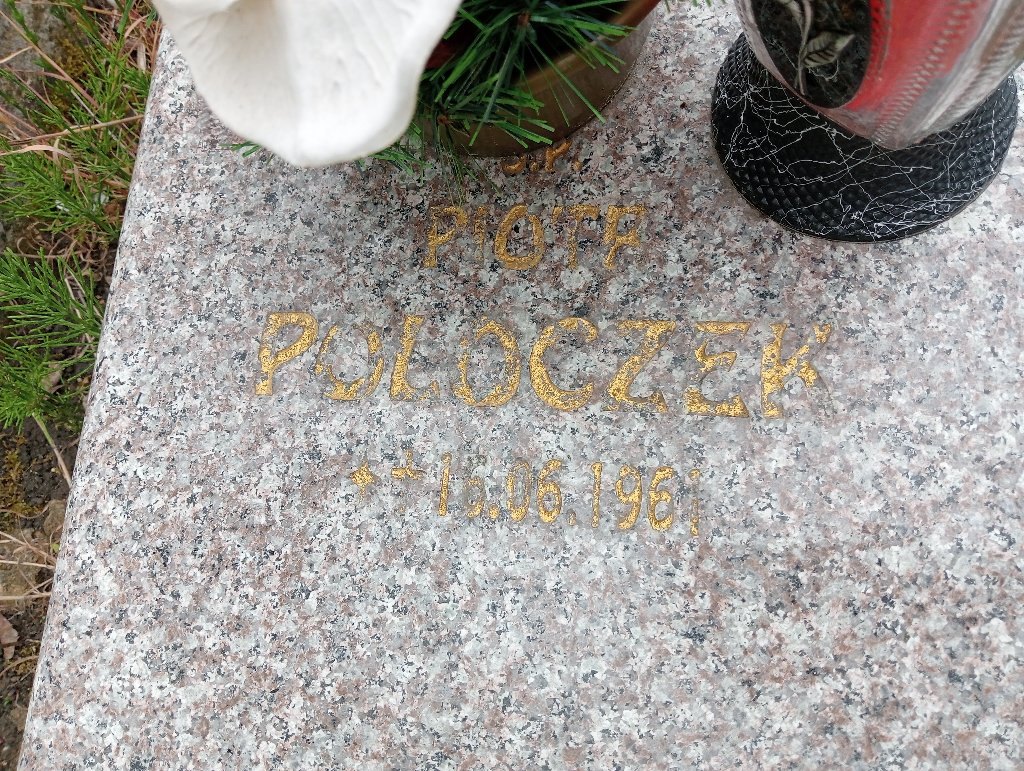 Ś.P.
PIOTR
POLOCZEK
* + 16.06.1961